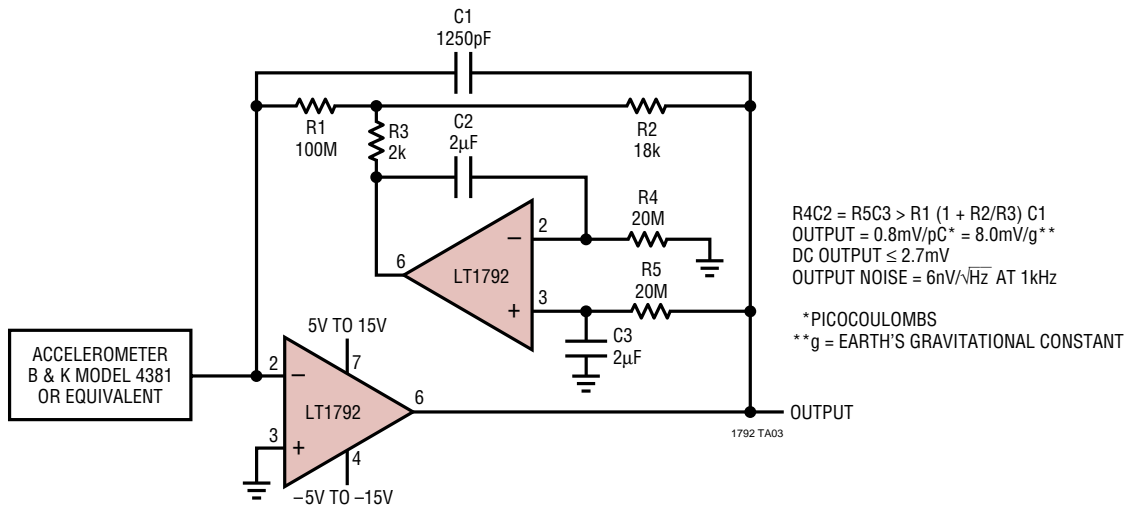 C1
1250pF
R1
100M
R3
2k
C2
2µF
R2
18k
2
R4
20M
6
LT1792
R5
20M
3
C3
2µF
R4C2 = R5C3 > R1 (1 + R2/R3) C1
OUTPUT = 0.8mV/pC* = 8.0mV/g**
DC OUTPUT ≤ 2.7mV
OUTPUT NOISE = 6nV/√Hz AT 1kHz
*PICOCOULOMBS
**g = EARTH'S GRAVITATIONAL CONSTANT
ACCELEROMETER
B & K MODEL 4381
OR EQUIVALENT
5V TO 15V
2
7
LT1792
6
3
4
–5V TO –15V
OUTPUT
1792 TA03